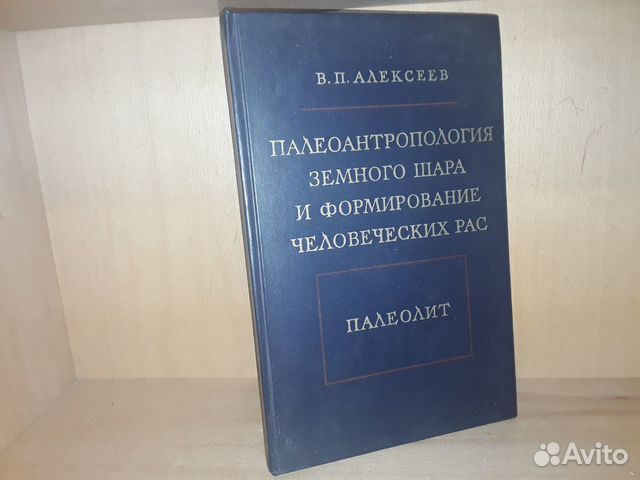 В. П. АЛЕКСЕЕВ
ПАЛЕОАНТРОПОЛОГИЯ
ЗЕМНОГО ШАРА
И ФОРМИРОВАНИЕ
ЧЕЛОВЕЧЕСКИХ РАС
ПАЛЕОЛИТ
Avito